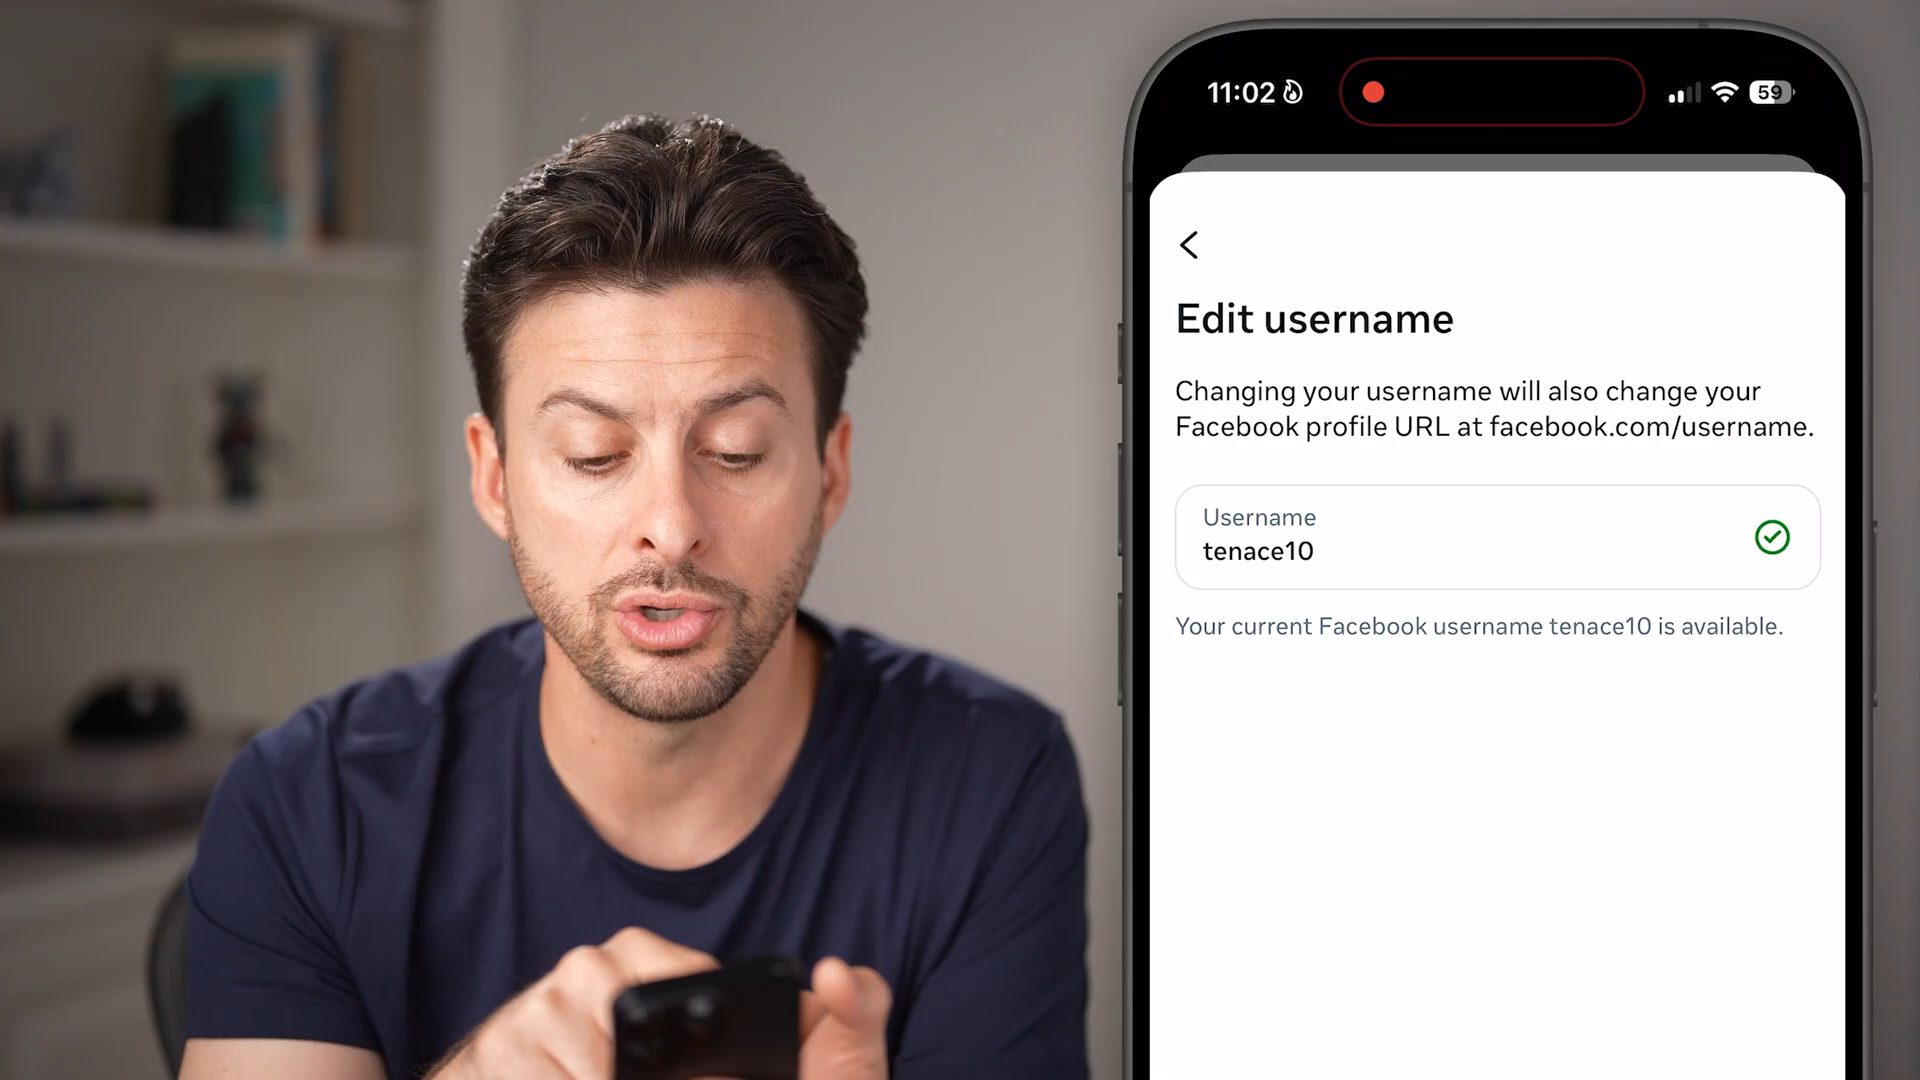 11:02
59
Edit username
Changing your username will also change your
Facebook profile URL at facebook.com/username.
Username
tenace10
Your current Facebook username tenace10 is available.